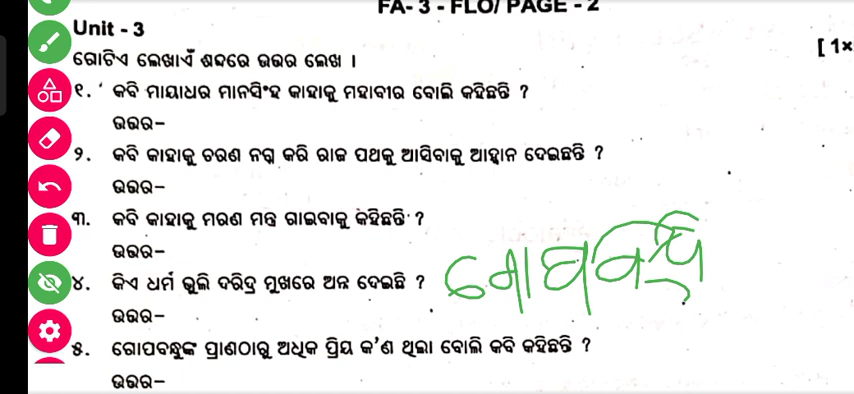 FA- 3 - FLO/ PAGE - 2
Unit - 3
[ 1×
ଗୋଟିଏ ଲେଖାଏଁ ଶବ୍ଦରେ ଉତ୍ତର ଲେଖ ।
୧. କବି ମାୟାଧର ମାନସିଂହ କାହାକୁ ମହାବୀର ବୋଲି କହିଛନ୍ତି ?
ଉତ୍ତର–
୨. କବି କାହାକୁ ଚରଣ ନଗ୍ନ କରି ରାଜ ପଥକୁ ଆସିବାକୁ ଆହ୍ୱାନ ଦେଇଛନ୍ତି ?
ଉତ୍ତର–
୩. କବି କାହାକୁ ମରଣ ମନ୍ତ୍ର ଗାଇବାକୁ କହିଛନ୍ତି ?
ଉତ୍ତର–
୪. କିଏ ଧର୍ମ ଭୁଲି ଦରିଦ୍ର ମୁଖରେ ଅନ୍ନ ଦେଇଛି ?
ଉତ୍ତର–
୫. ଗୋପବନ୍ଧୁଙ୍କ ପ୍ରାଣଠାରୁ ଅଧିକ ପ୍ରିୟ କ'ଣ ଥିଲା ବୋଲି କବି କହିଛନ୍ତି ?
ଉତ୍ତର–